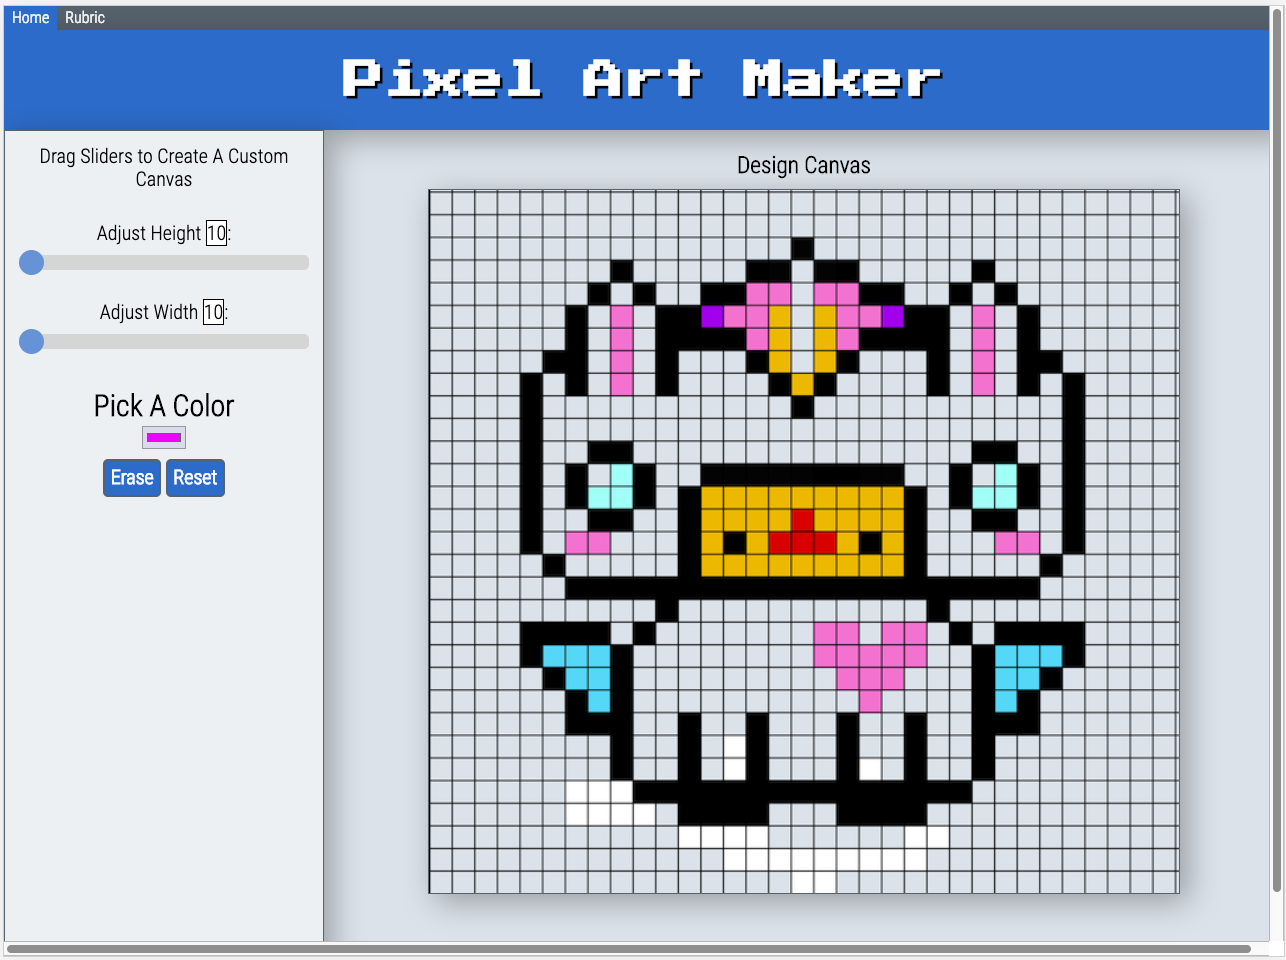 Home Rubric
Pixel Art Maker
Drag Sliders to Create A Custom
Canvas
Adjust Height 10:
Adjust Width 10:
Pick A Color
Erase Reset
Design Canvas